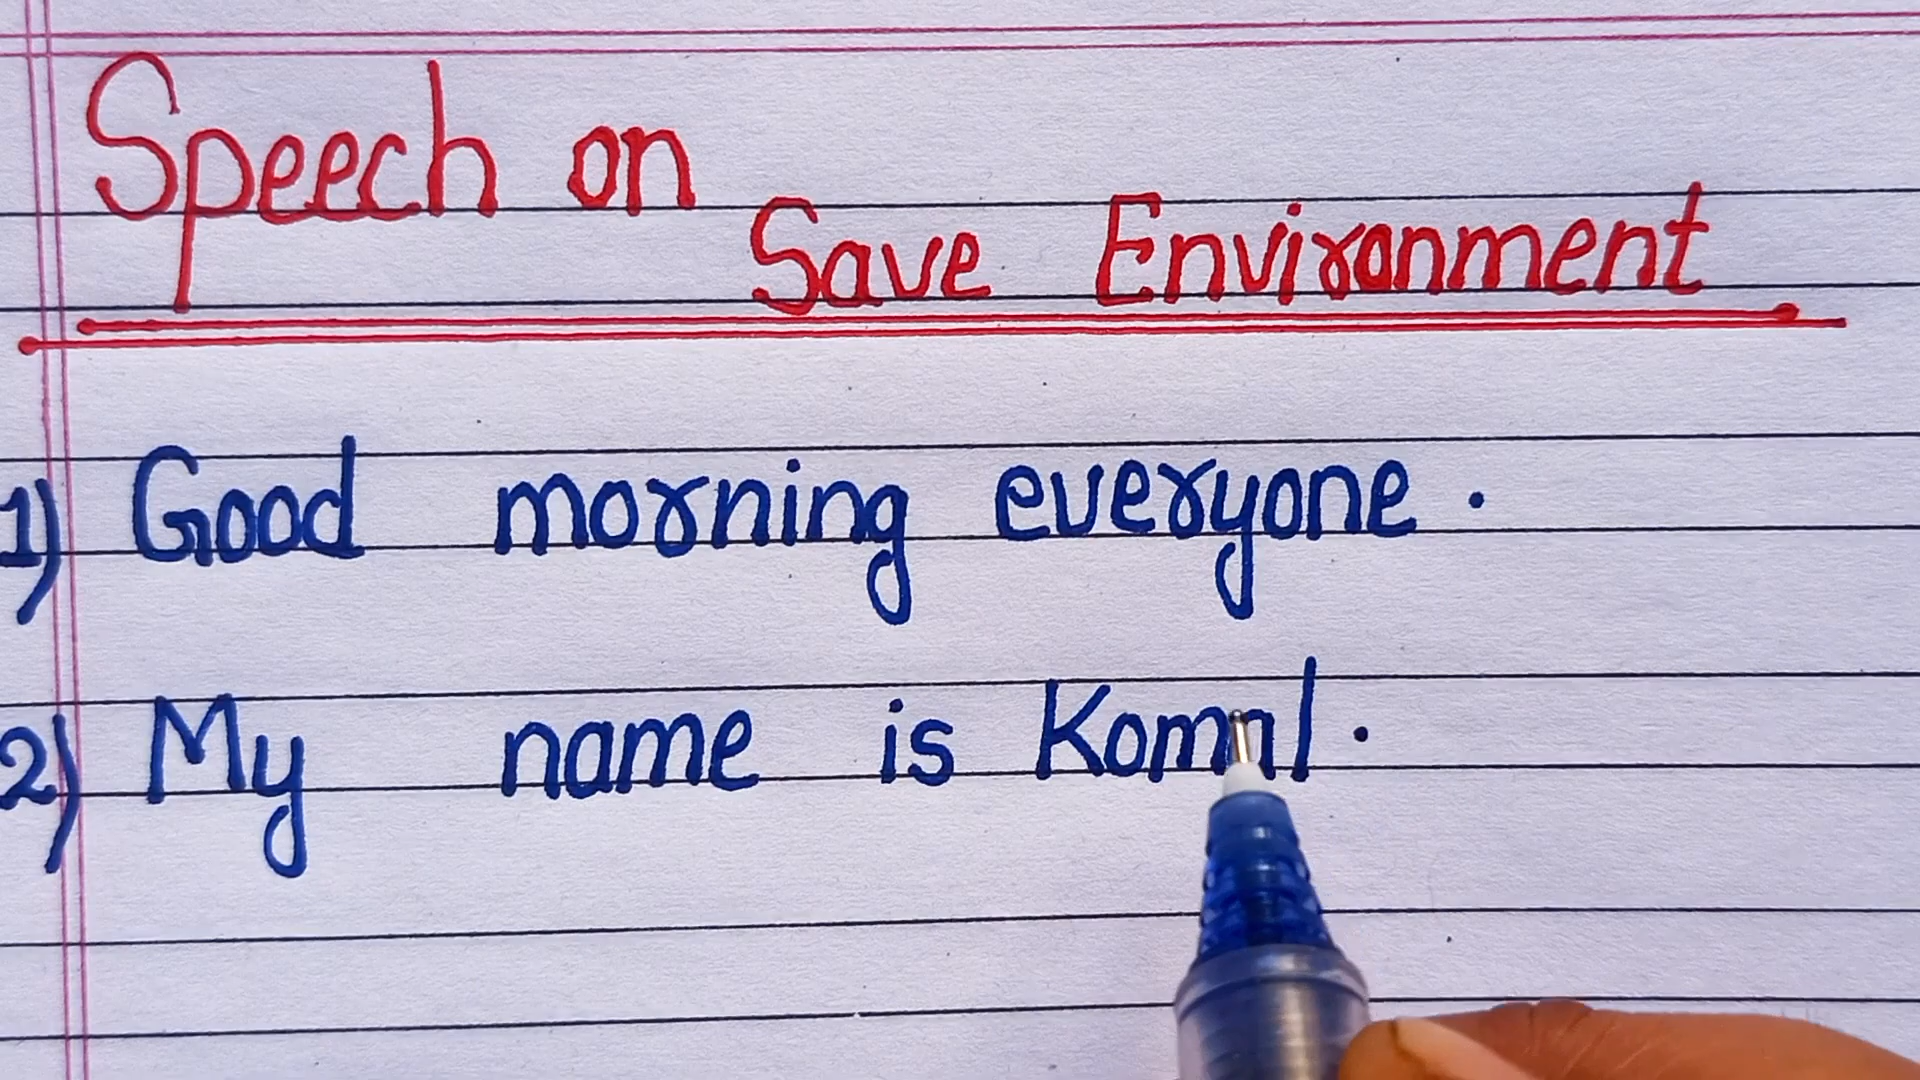 Speech on
Save Environment
1) Good morning everyone.
2) My name is Komal.